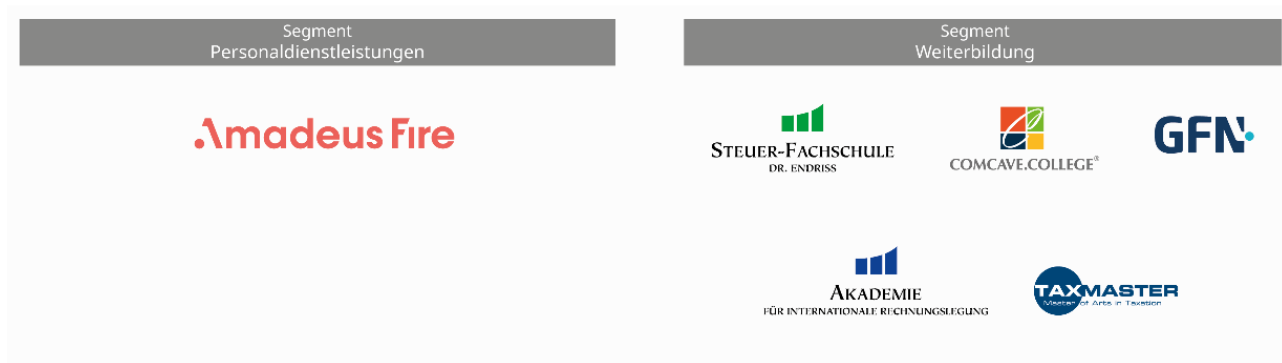 Segment
Personaldienstleistungen
Segment
Weiterbildung
Amadeus Fire
STEUER-FACHSCHULE
DR. ENDRISS
COMCAVE.COLLEGE®
GFN
AKADEMIE
FÜR INTERNATIONALE RECHNUNGSLEGUNG
TAXMASTER
Master of Arts in Taxation